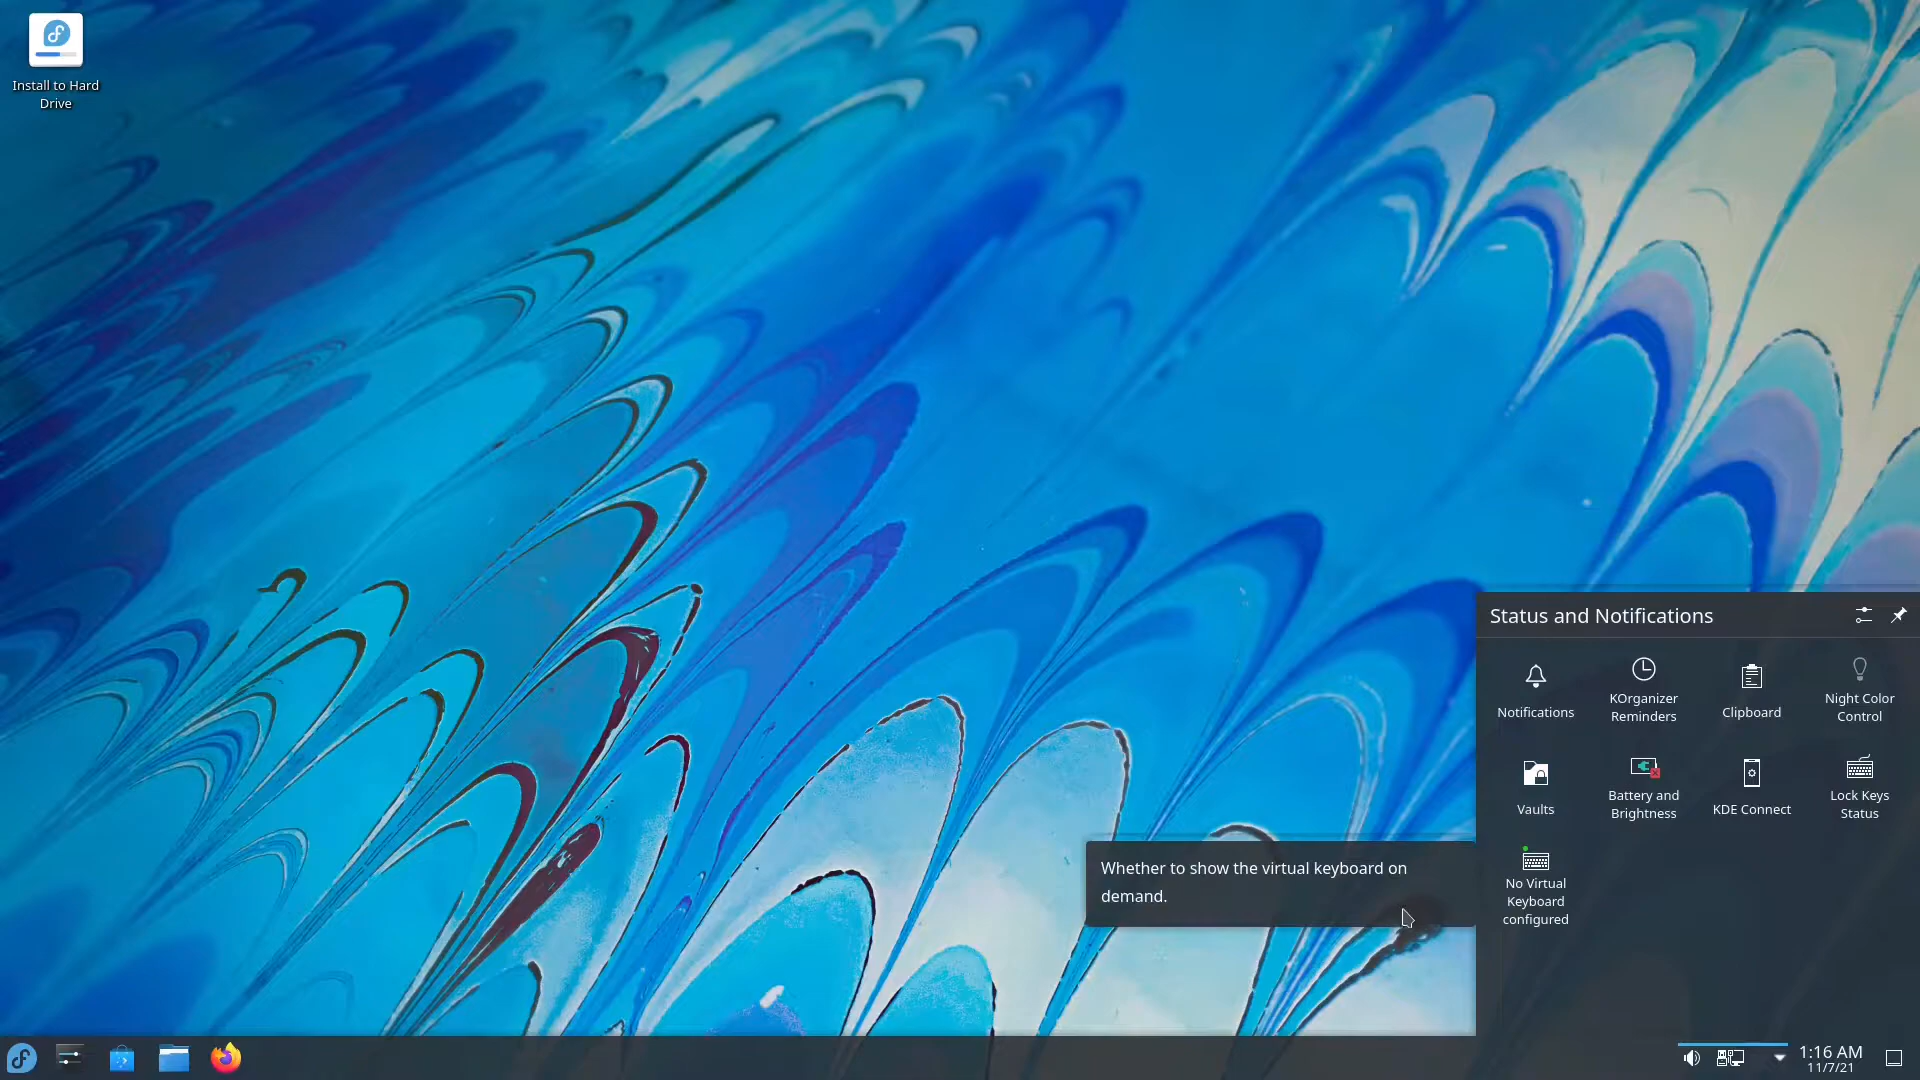 Install to Hard
Drive
Status and Notifications
Notifications
KOrganizer
Reminders
Clipboard
Night Color
Control
Vaults
Battery and
Brightness
KDE Connect
Lock Keys
Status
No Virtual
Keyboard
configured
Whether to show the virtual keyboard on
demand.
1:16 AM
11/7/21